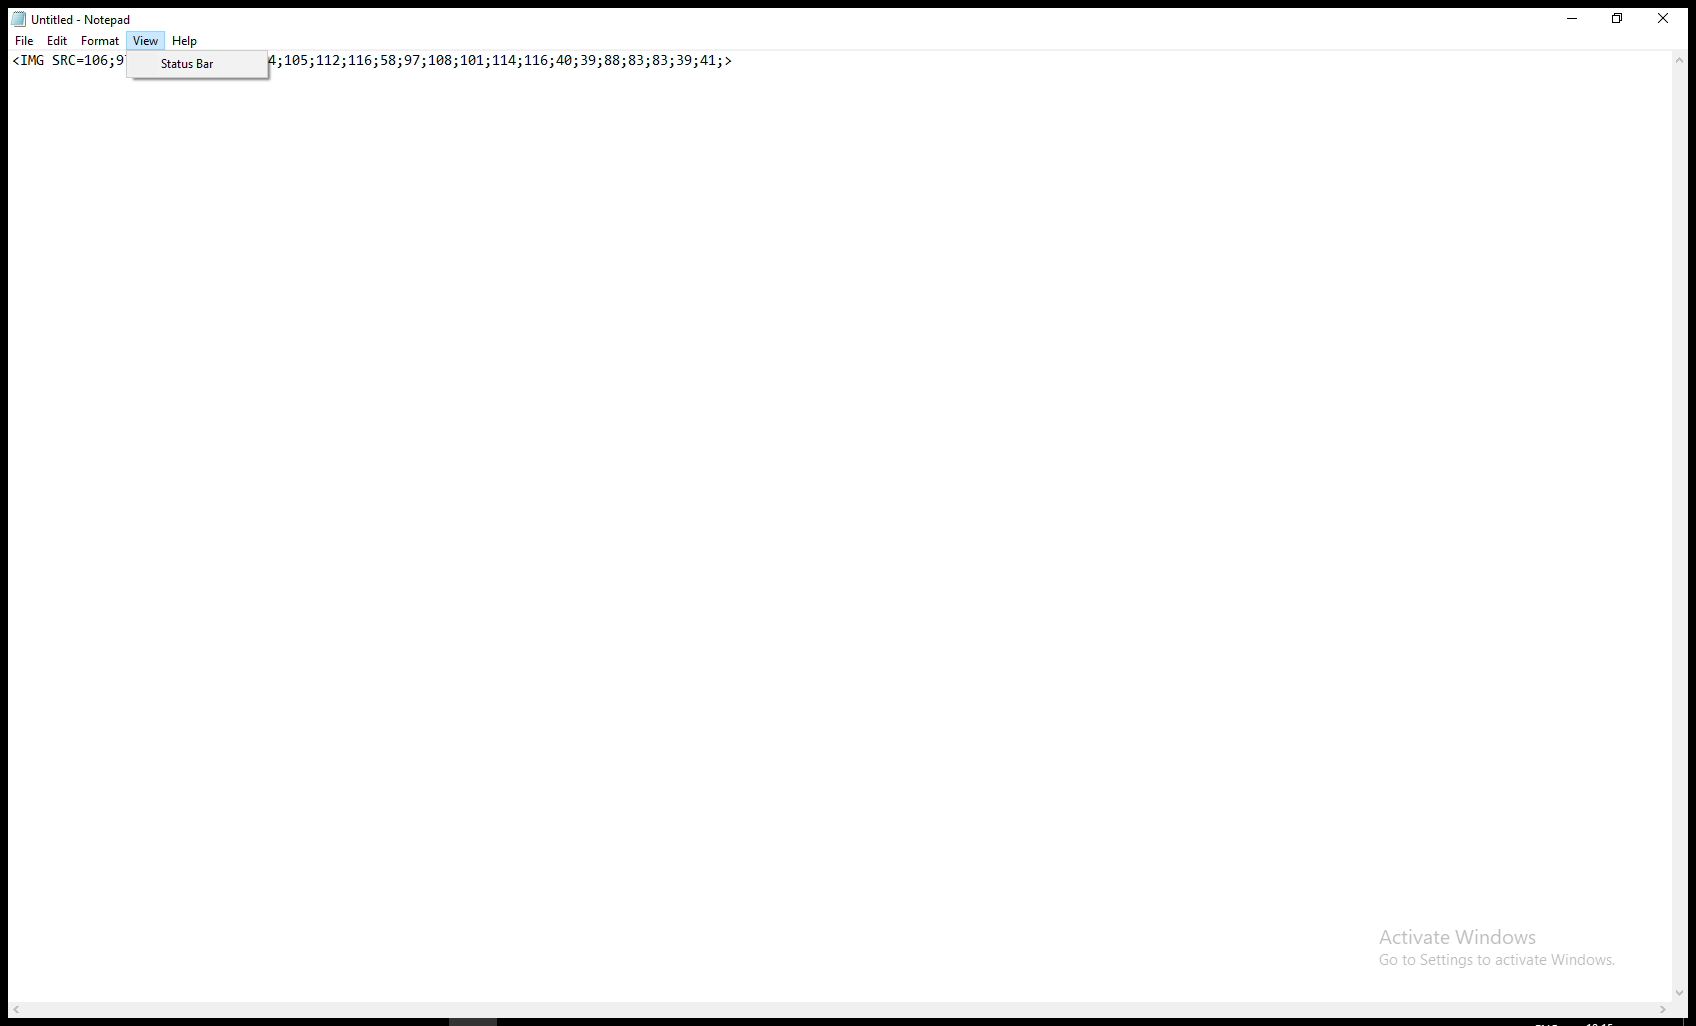 Untitled - Notepad
File Edit Format View Help
Status Bar
<IMG SRC=106;9 4;105;112;116;58;97;108;101;114;116;40;39;88;83;83;39;41;>
Activate Windows
Go to Settings to activate Windows.